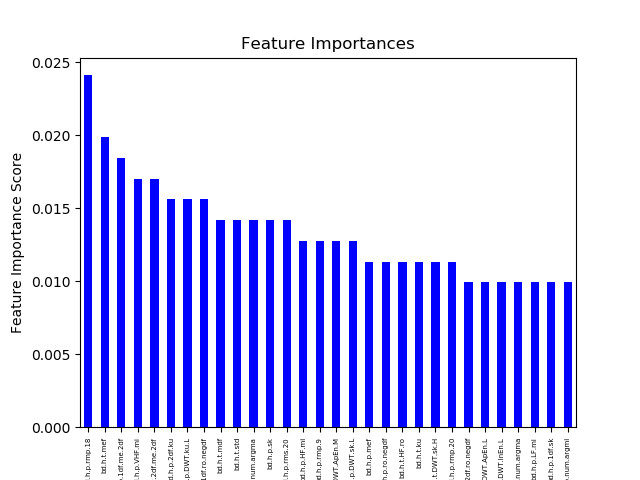 Feature Importances
Feature Importance Score
0.025
0.020
0.015
0.010
0.005
0.000
.h.p.rmp.18
bd.h.t.mef
.1df.me.2df
.h.p.VHF.mi
.2df.me.2df
d.h.p.2df.ku
.p.DWT.ku.L
1df.ro.negdf
bd.h.t.mdf
bd.h.t.std
num.argma
bd.h.p.sk
.h.p.rms.20
d.h.p.HF.mi
d.h.p.rmp.9
WT.ApEn.M
.p.DWT.sk.L
bd.h.p.mef
h.p.ro.negdf
bd.h.t.HF.ro
bd.h.t.ku
.t.DWT.sk.H
.h.p.rmp.20
2df.ro.negdf
DWT.ApEn.L
.DWT.InEn.L
.num.argma
d.h.p.LF.mi
d.h.p.1df.sk
.num.argmi